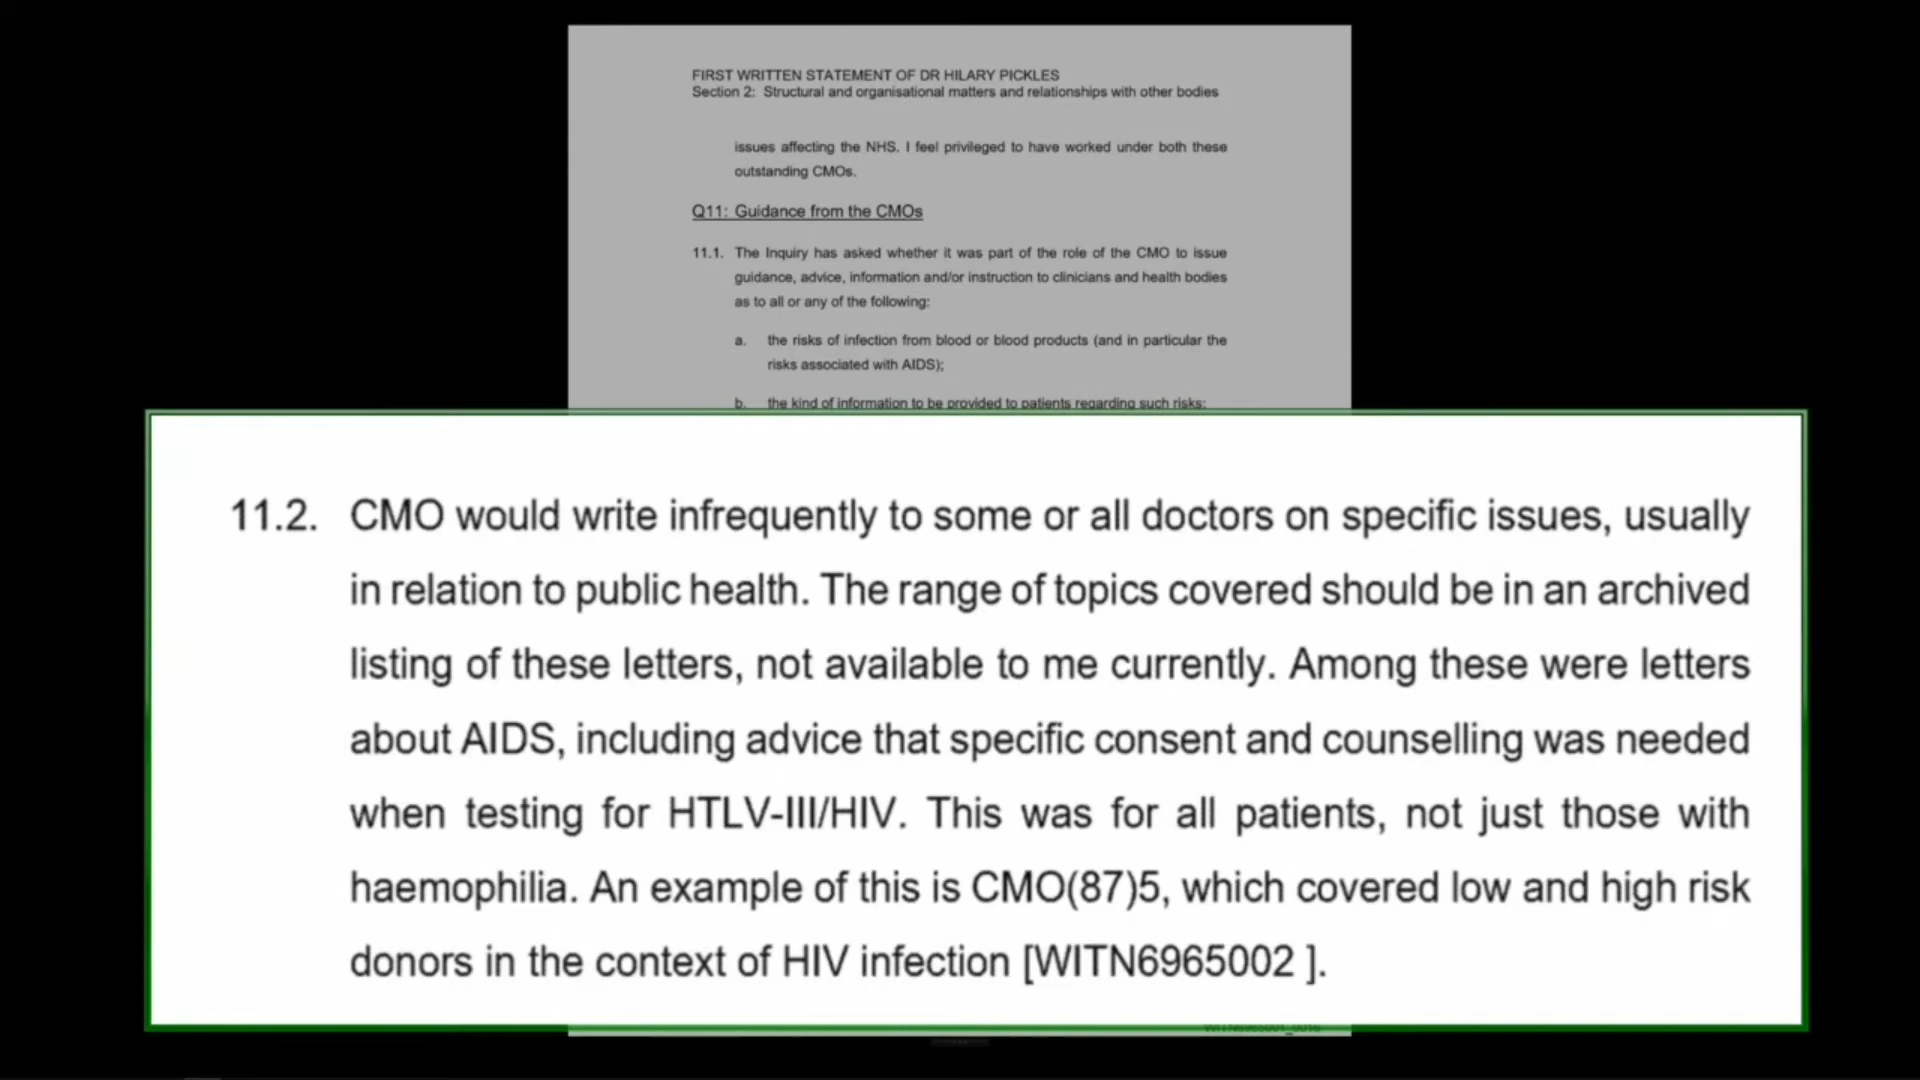 FIRST WRITTEN STATEMENT OF DR HILARY PICKLES
Section 2: Structural and organisational matters and relationships with other bodies
issues affecting the NHS. I feel privileged to have worked under both these
outstanding CMOs.
Q11: Guidance from the CMOs
11.1. The Inquiry has asked whether it was part of the role of the CMO to issue
guidance, advice, information and/or instruction to clinicians and health bodies
as to all or any of the following:
a. the risks of infection from blood or blood products (and in particular the
risks associated with AIDS);
b. the kind of information to be provided to patients regarding such risks;
11.2. CMO would write infrequently to some or all doctors on specific issues, usually
in relation to public health. The range of topics covered should be in an archived
listing of these letters, not available to me currently. Among these were letters
about AIDS, including advice that specific consent and counselling was needed
when testing for HTLV-III/HIV. This was for all patients, not just those with
haemophilia. An example of this is CMO(87)5, which covered low and high risk
donors in the context of HIV infection [WITN6965002 ].